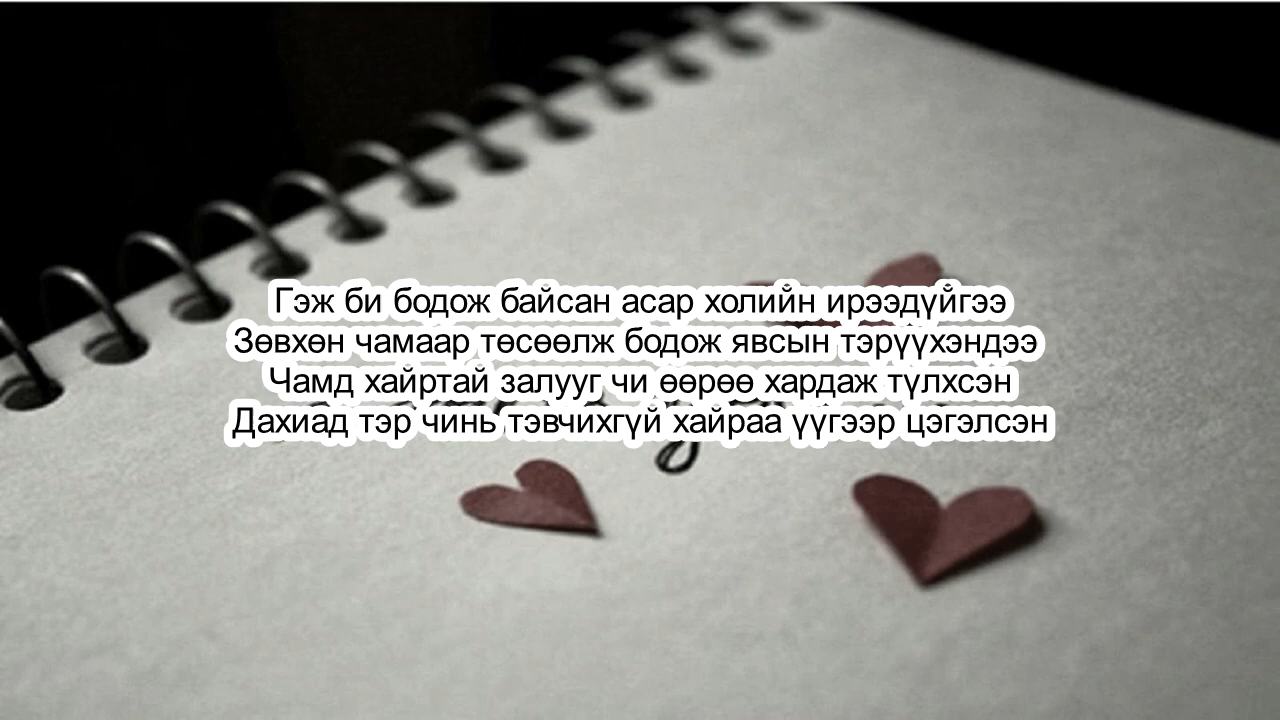 Гэж би бодож байсан асар холийн ирээдүйгээ
Зөвхөн чамаар төсөөлж бодож явсын тэрүүхэндээ
Чамд хайртай залууг чи өөрөө хардаж түлхсэн
Дахиад тэр чинь тэвчихгүй хайраа үүгээр цэгэлсэн